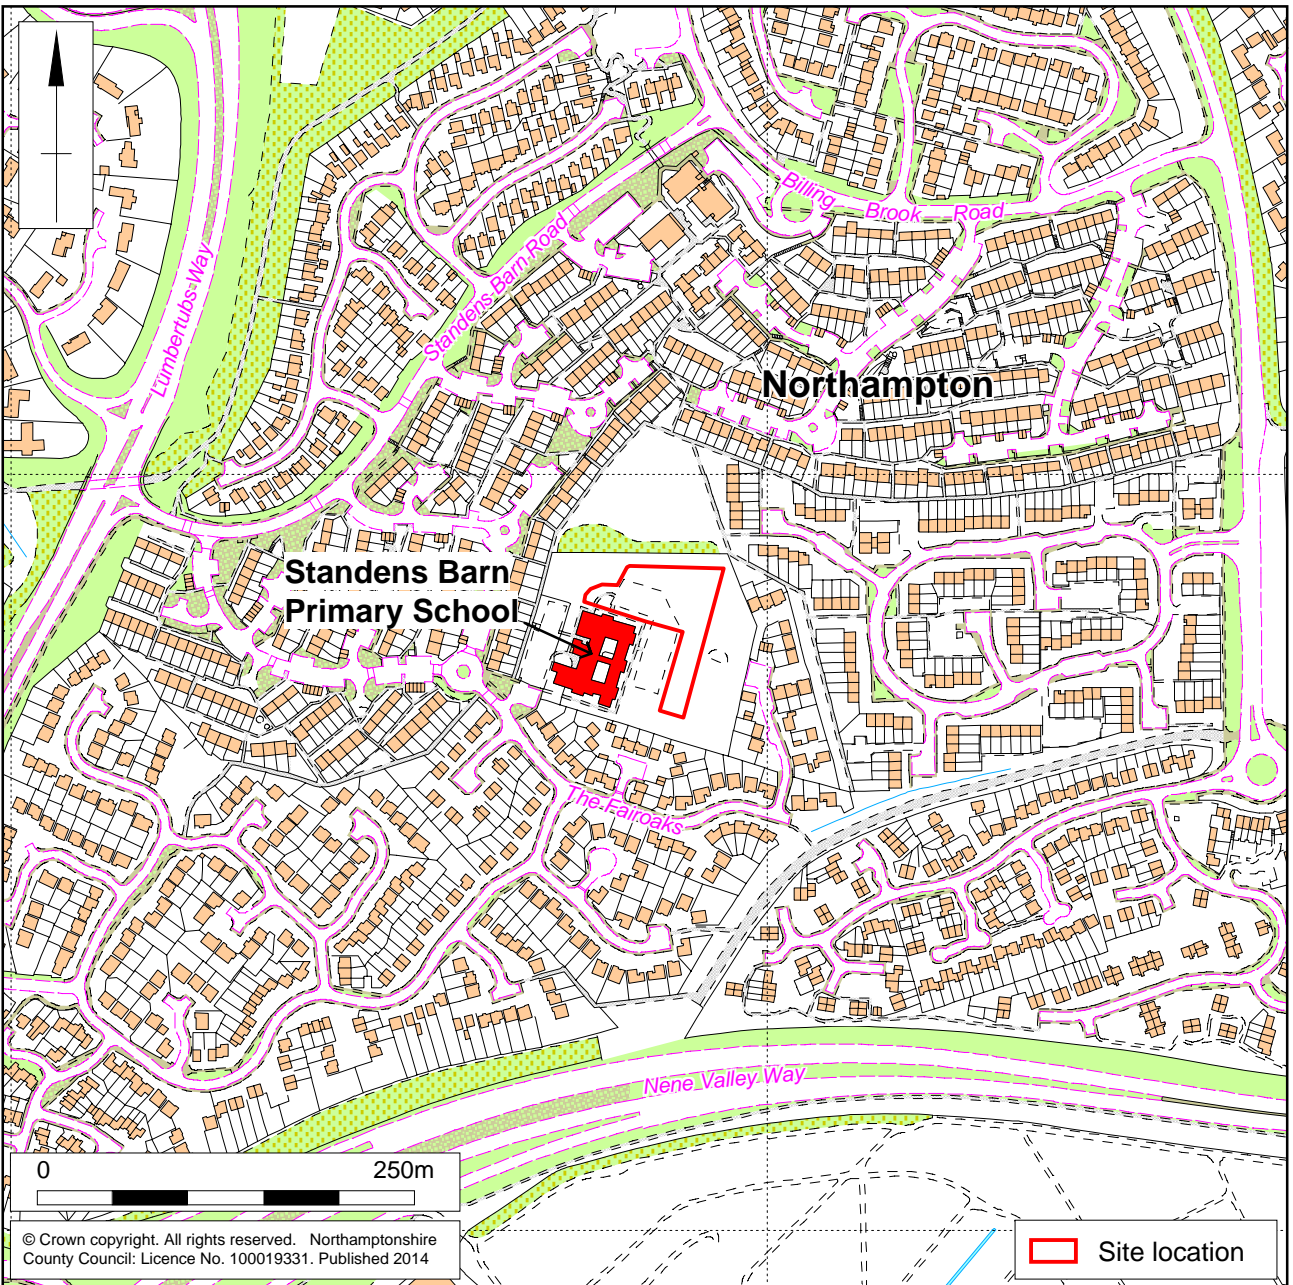 Billing Brook Road
Standens Barn Road
Lumbertubs Way
Northampton
Standens Barn
Primary School
The Fairoaks
Nene Valley Way
0 250m
© Crown copyright. All rights reserved. Northamptonshire
County Council: Licence No. 100019331. Published 2014
Site location